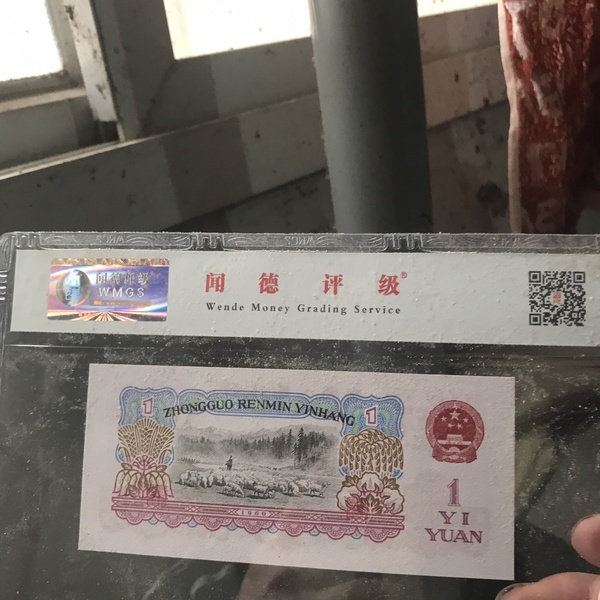 闻德评级
WMGS
闻 德 评 级®
Wende Money Grading Service
1
ZHONGGUO RENMIN YINHANG
1
1960
1
YI
YUAN